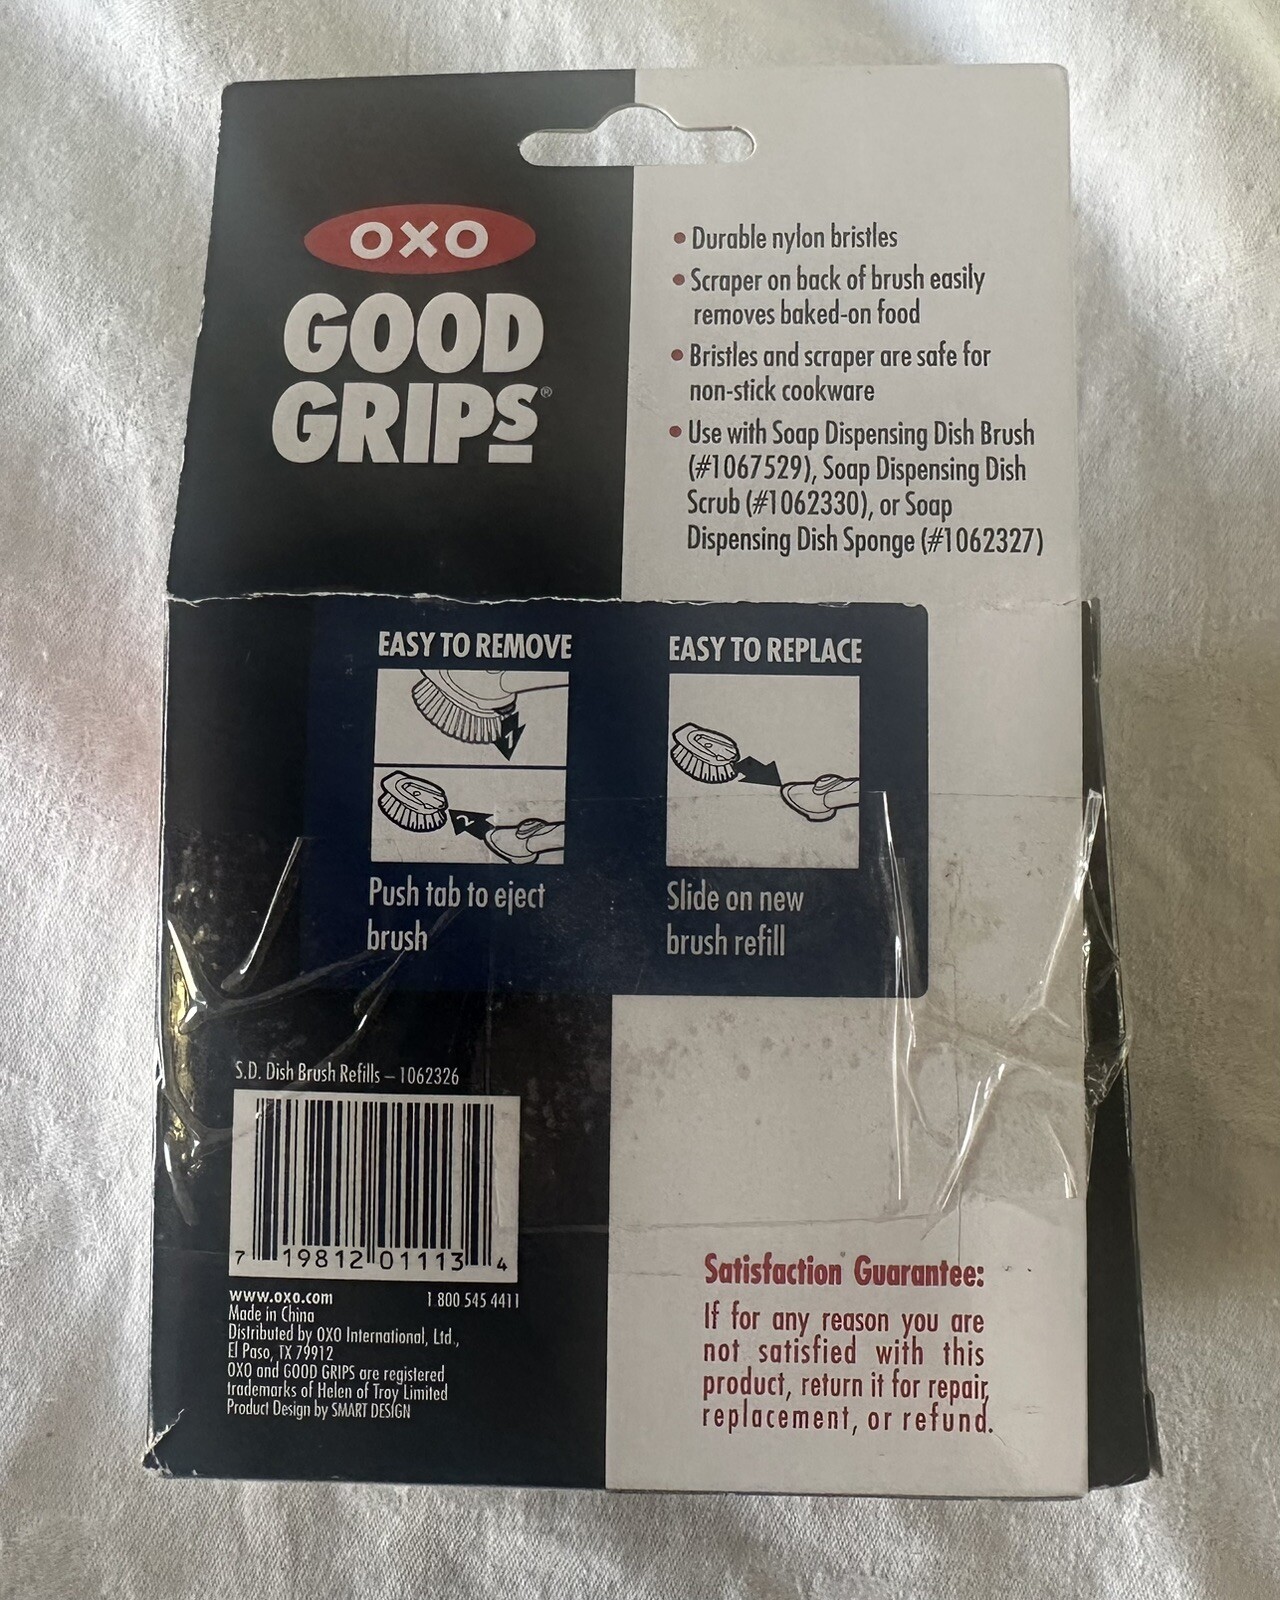 OXO
GOOD
GRIPS®
• Durable nylon bristles
• Scraper on back of brush easily
removes baked-on food
• Bristles and scraper are safe for
non-stick cookware
• Use with Soap Dispensing Dish Brush
(#1067529), Soap Dispensing Dish
Scrub (#1062330), or Soap
Dispensing Dish Sponge (#1062327)
EASY TO REMOVE
1
2
Push tab to eject
brush
EASY TO REPLACE
Slide on new
brush refill
S.D. Dish Brush Refills – 1062326
7 19812 01113 4
www.oxo.com 1 800 545 4411
Made in China
Distributed by OXO International, Ltd.,
El Paso, TX 79912
OXO and GOOD GRIPS are registered
trademarks of Helen of Troy Limited
Product Design by SMART DESIGN
Satisfaction Guarantee:
If for any reason you are
not satisfied with this
product, return it for repair,
replacement, or refund.